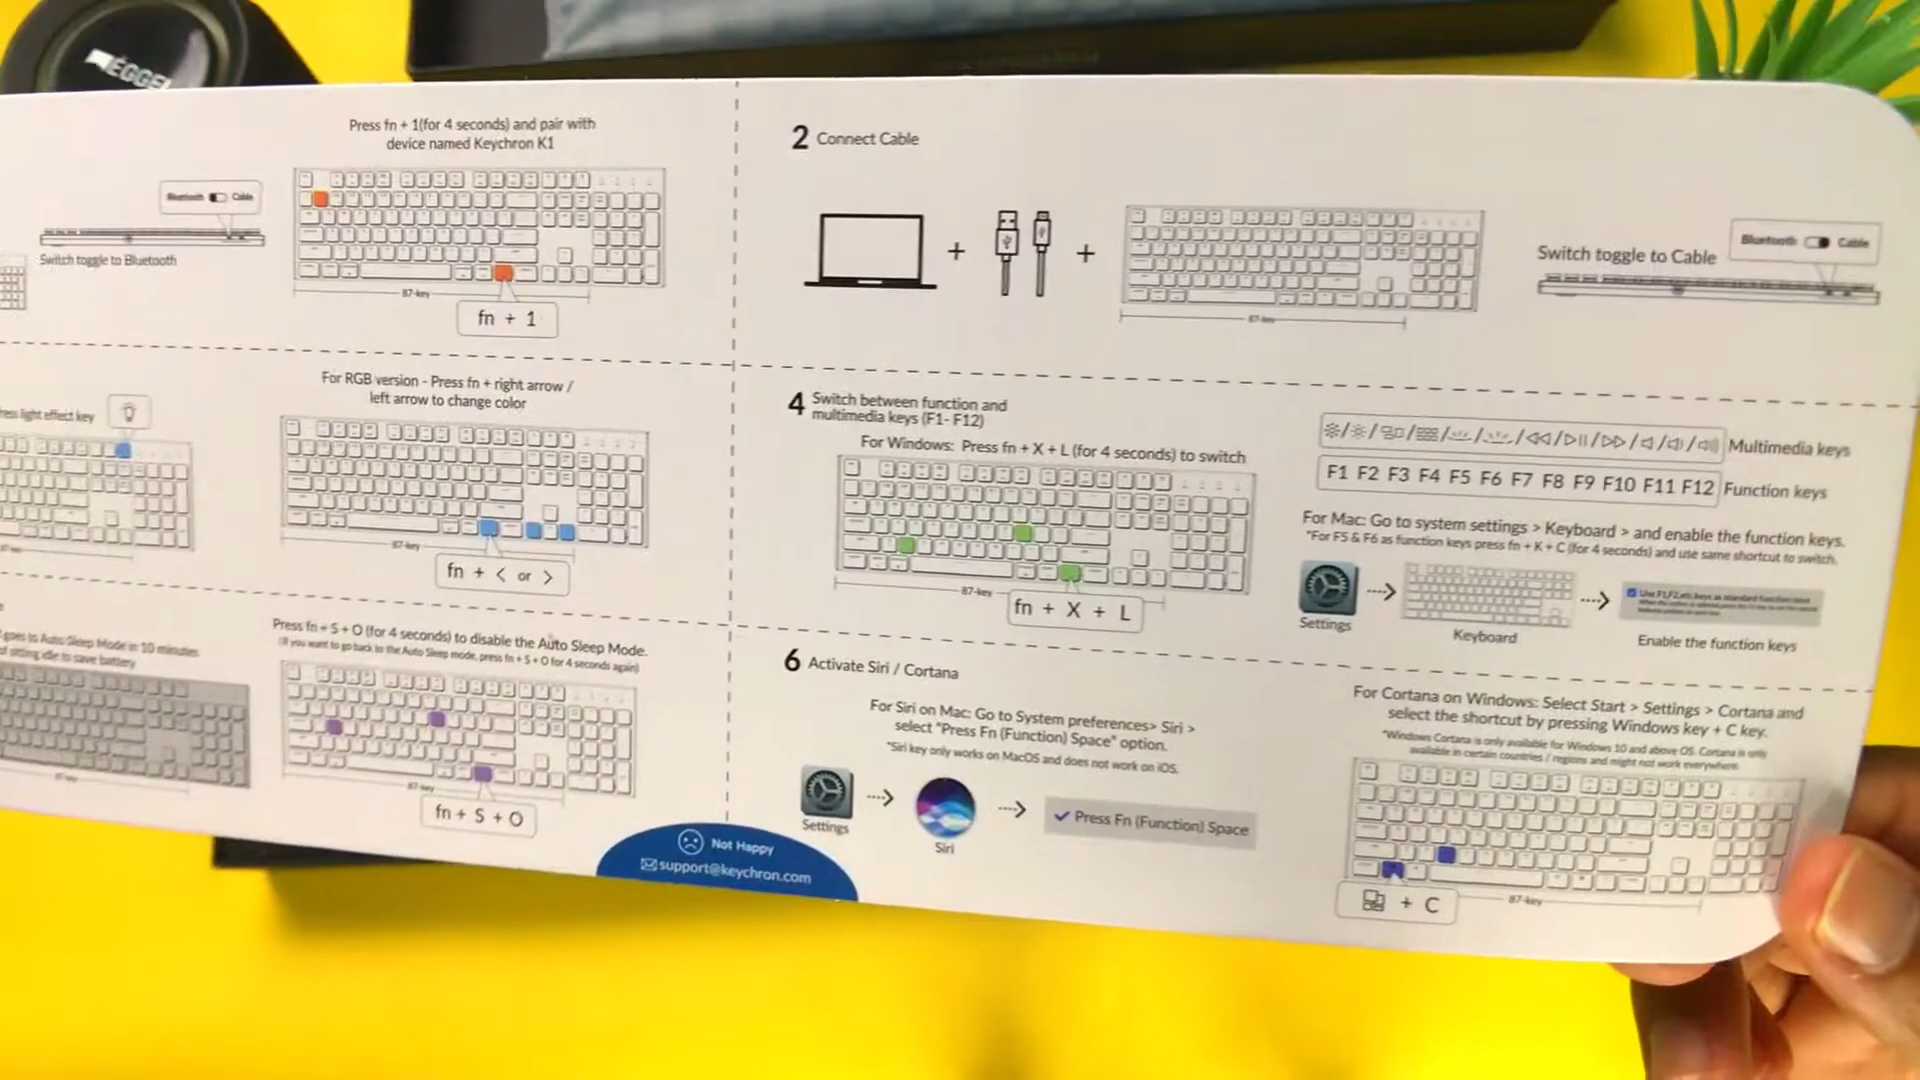 ÉGGEL
Press fn + 1(for 4 seconds) and pair with
device named Keychron K1
Bluetooth Cable
Switch toggle to Bluetooth
87-key
fn + 1
2 Connect Cable
+ +
87-key
Switch toggle to Cable
Bluetooth Cable
light effect key
For RGB version - Press fn + right arrow /
left arrow to change color
87-key
fn + < or >
4 Switch between function and
multimedia keys (F1- F12)
For Windows: Press fn + X + L (for 4 seconds) to switch
87-key
fn + X + L
Multimedia keys
F1 F2 F3 F4 F5 F6 F7 F8 F9 F10 F11 F12 Function keys
For Mac: Go to system settings > Keyboard > and enable the function keys.
*For F5 & F6 as function keys press fn + K + C (for 4 seconds) and use same shortcut to switch.
Settings
Keyboard
Enable the function keys
goes to Auto Sleep Mode in 10 minutes
of sitting idle to save battery
Press fn + S + O (for 4 seconds) to disable the Auto Sleep Mode.
(If you want to go back to the Auto Sleep mode, press fn + S + O for 4 seconds again)
87-key
fn + S + O
Not Happy
support@keychron.com
6 Activate Siri / Cortana
For Siri on Mac: Go to System preferences> Siri >
select "Press Fn (Function) Space" option.
*Siri key only works on MacOS and does not work on iOS.
Settings
Siri
Press Fn (Function) Space
For Cortana on Windows: Select Start > Settings > Cortana and
select the shortcut by pressing Windows key + C key.
*Windows Cortana is only available for Windows 10 and above OS. Cortana is only
available in certain countries / regions and might not work everywhere.
87-key
+ C